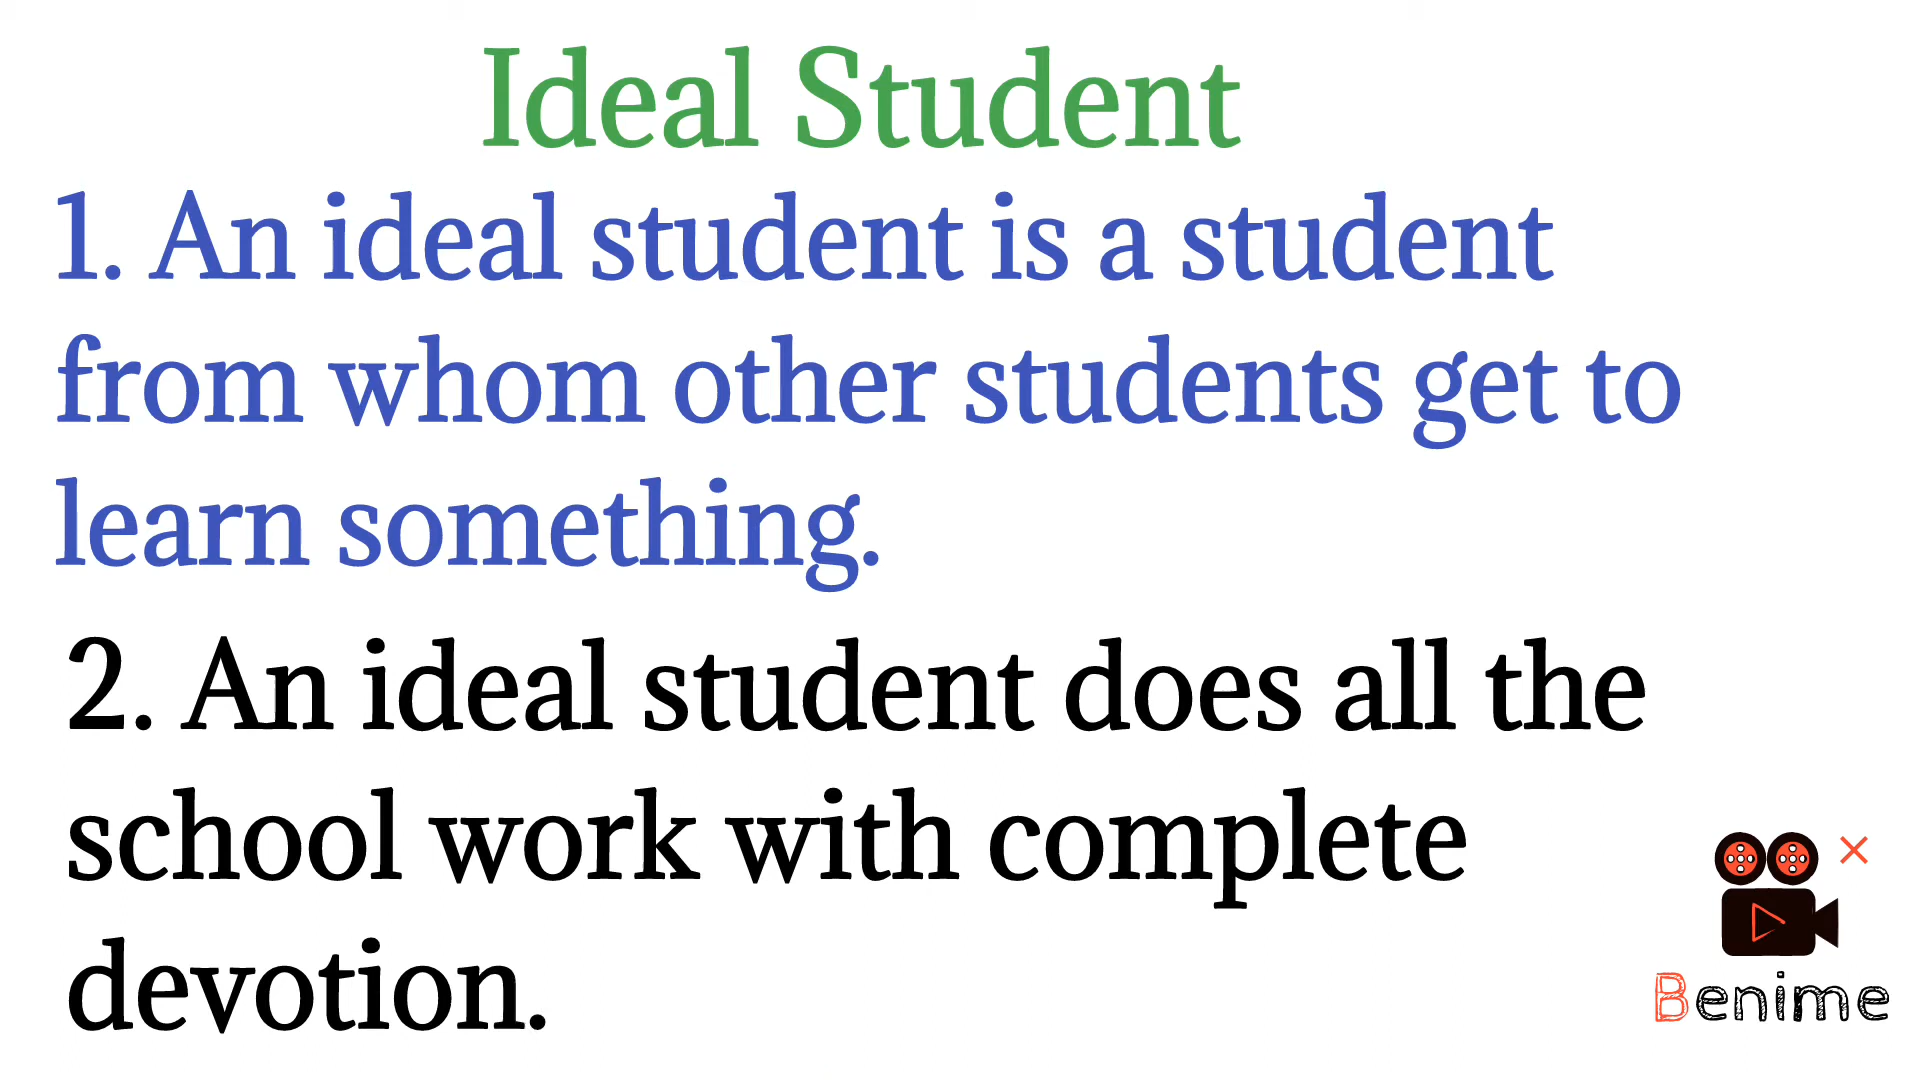 Ideal Student
1. An ideal student is a student
from whom other students get to
learn something.
2. An ideal student does all the
school work with complete
devotion.
Benime